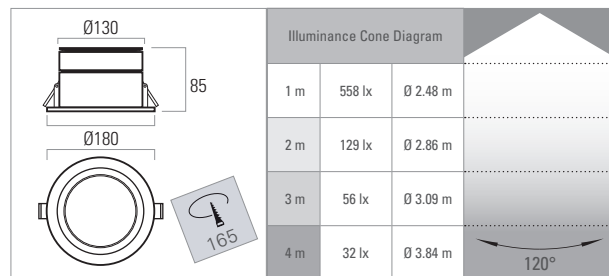 Ø130
85
Ø180
165
Illuminance Cone Diagram
1 m 558 lx Ø 2.48 m
2 m 129 lx Ø 2.86 m
3 m 56 lx Ø 3.09 m
4 m 32 lx Ø 3.84 m
120°